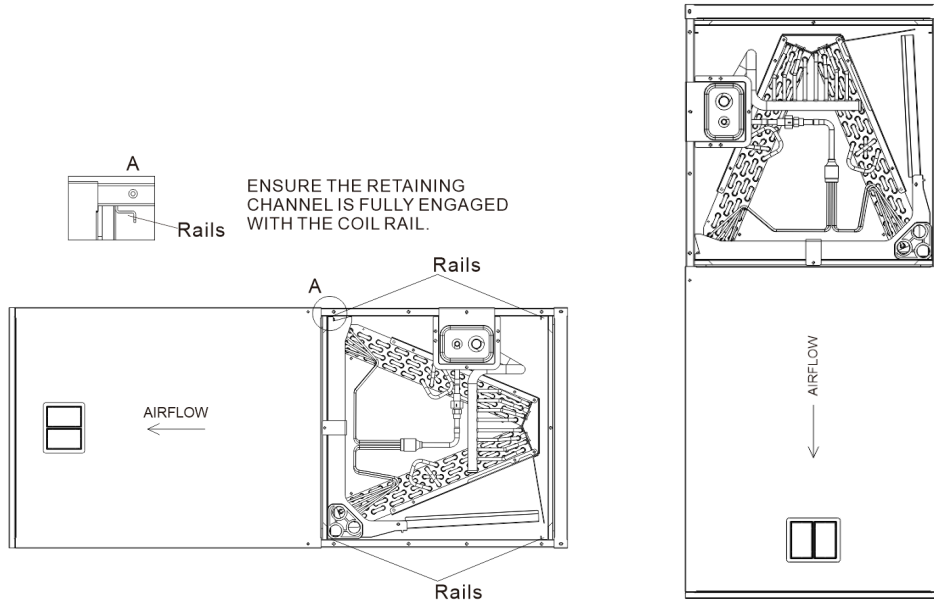 A
Rails
ENSURE THE RETAINING
CHANNEL IS FULLY ENGAGED
WITH THE COIL RAIL.
Rails
A
AIRFLOW
Rails
AIRFLOW